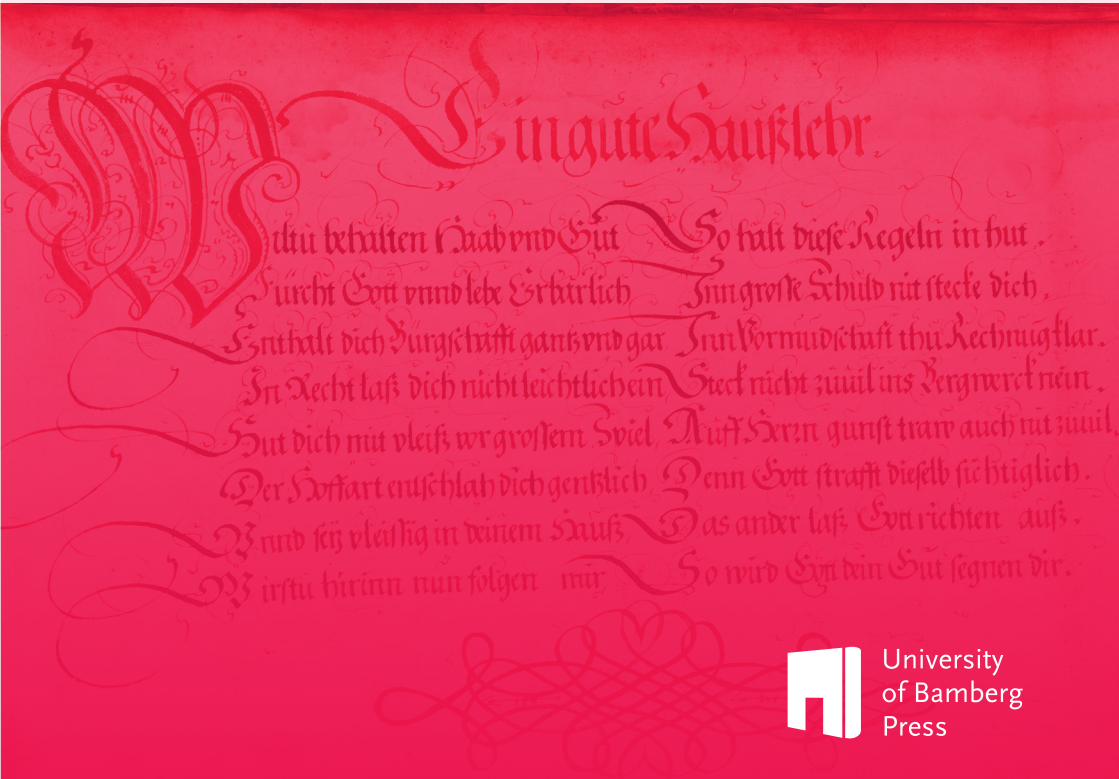 Ein gute Haußlehr.
Wiltu behalten Haab vnd Gut So halt diese Regeln in hut.
Fürcht Gott vnnd lebe Erbarlich Inn grosse Schuld nit stecke dich.
Enthalt dich Bürgschafft gantz vnd gar Inn Vormudschaft thu Rechnug klar.
In Recht laß dich nicht leichtlich ein Steck nicht zuuil ins Bergwerck nein.
Hut dich mit vleiß vor grossem Spiel Auff Herrn gunst traw auch nit zuuil.
Der Hoffart entschlah dich gentzlich Denn Gott strafft dieselb sichtiglich.
Vnnd seÿ vleissig in deinem Hauß Das ander laß Gott richten auß.
Wirstu hirinn nun folgen mir So wird Gott dein Gut segnen dir.
University
of Bamberg
Press